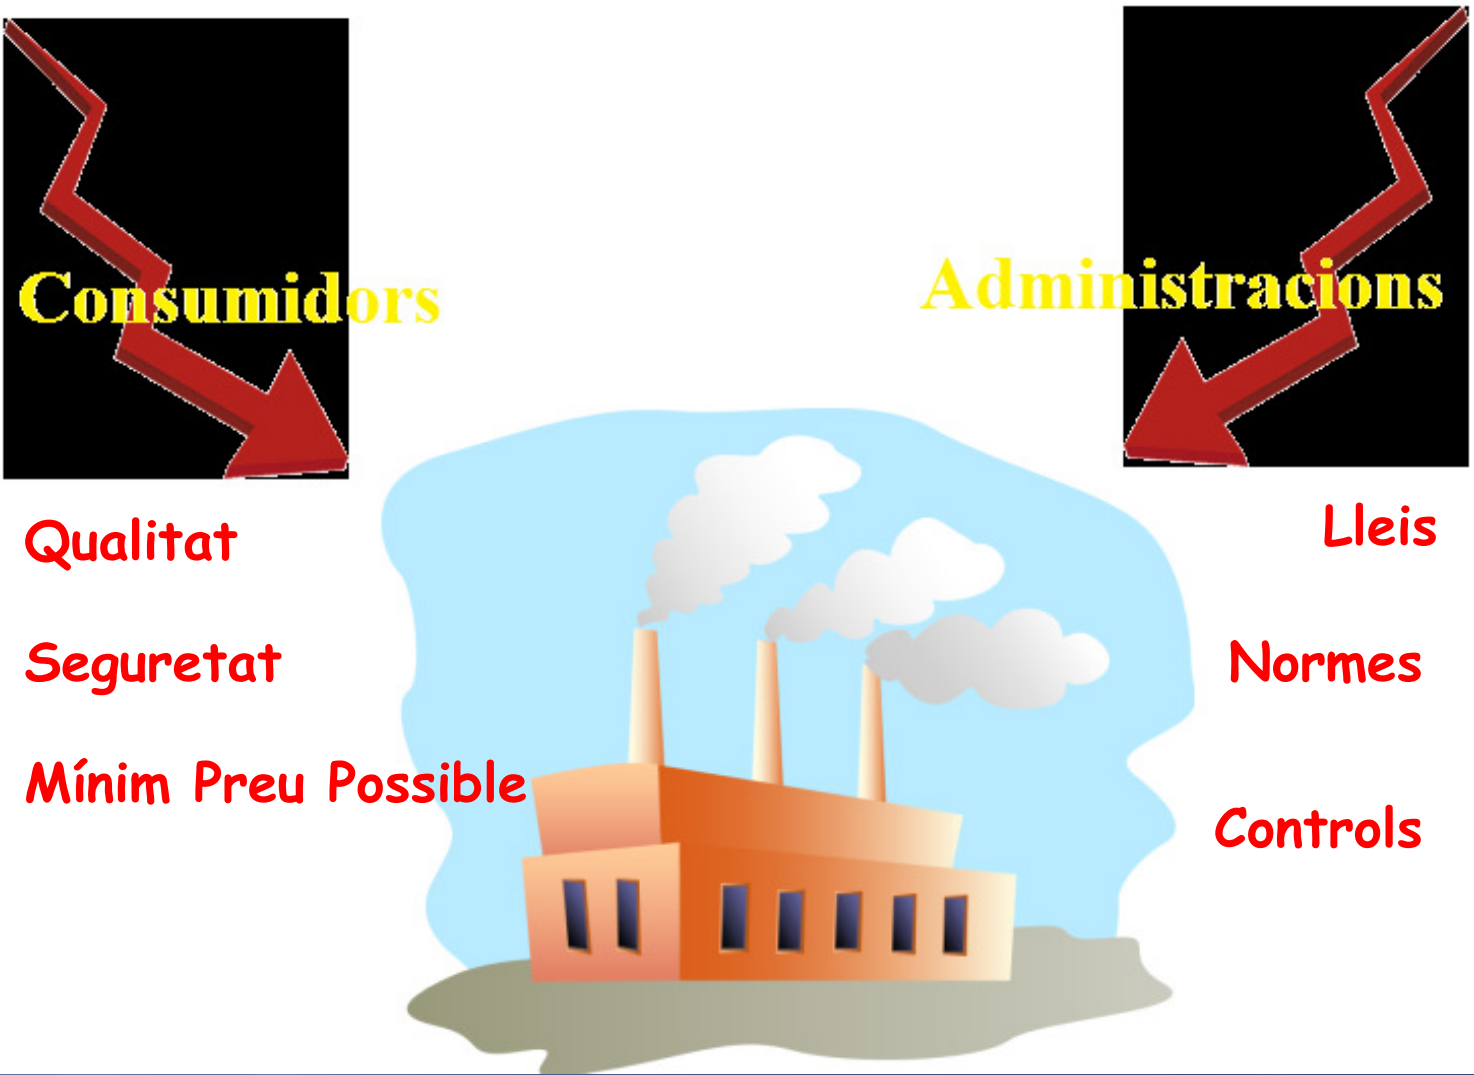 Consumidors
Administracions
Qualitat
Seguretat
Mínim Preu Possible
Lleis
Normes
Controls